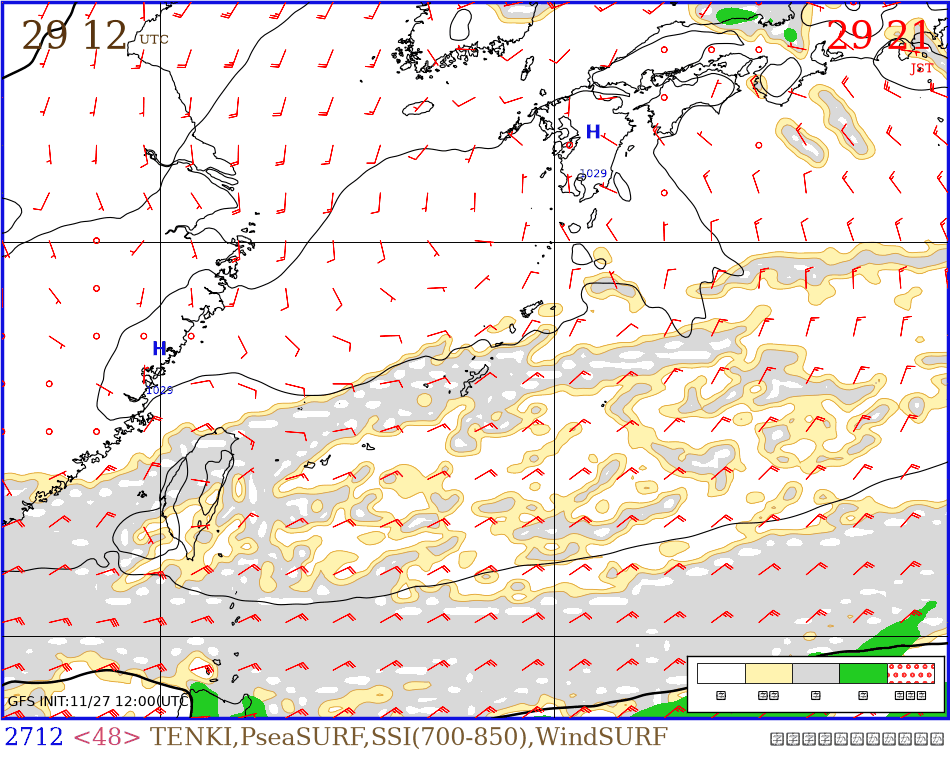 29 12 UTC
29 21
JST
H
1029
H
1029
GFS INIT:11/27 12:00(UTC)
2712 <48> TENKI,PseaSURF,SSI(700-850),WindSURF